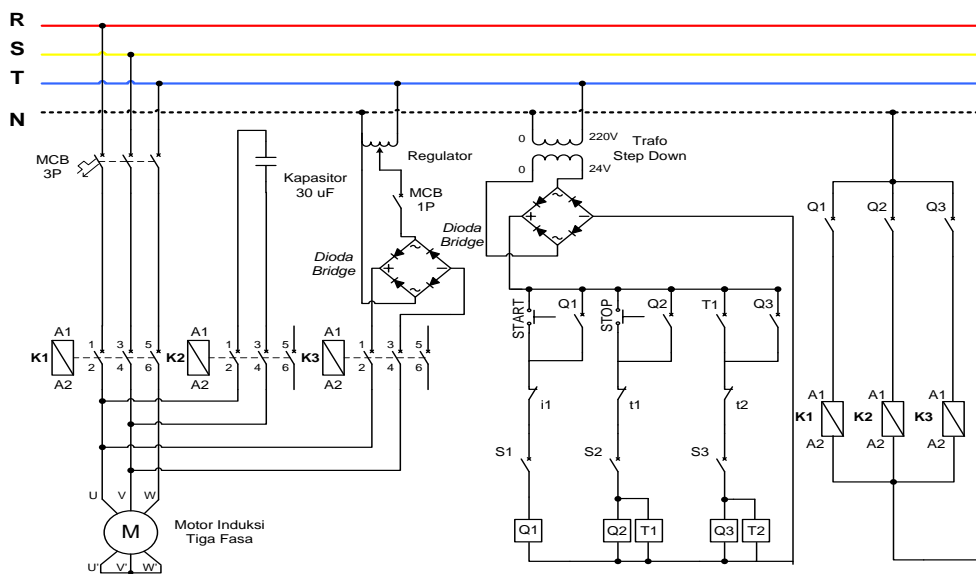 R
S
T
N
MCB
3P
Kapasitor
30 uF
Regulator
MCB
1P
Dioda
Bridge
~
+
−
~
0
220V
0
24V
Trafo
Step Down
Dioda
Bridge
~
+
−
~
Q1
Q2
Q3
START
Q1
STOP
Q2
T1
Q3
i1
t1
t2
S1
S2
S3
Q1
Q2
T1
Q3
T2
K1
A1
A2
1
2
3
4
5
6
K2
A1
A2
1
2
3
4
5
6
K3
A1
A2
1
2
3
4
5
6
K1
A1
A2
K2
A1
A2
K3
A1
A2
U
V
W
M
Motor Induksi
Tiga Fasa
U'
V'
W'